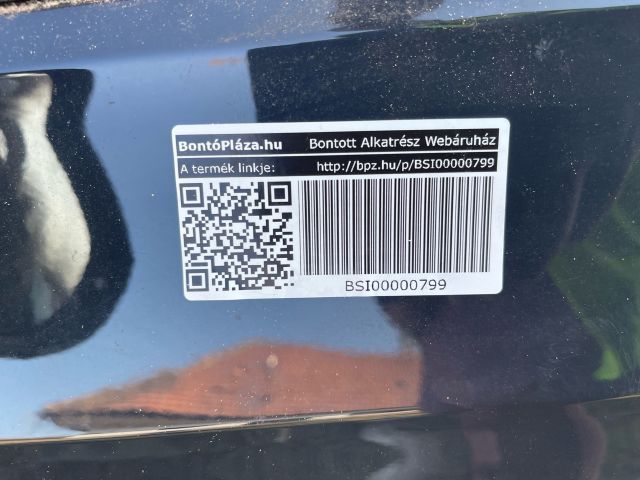 BontóPláza.hu Bontott Alkatrész Webáruház
A termék linkje: http://bpz.hu/p/BSI00000799
BSI00000799